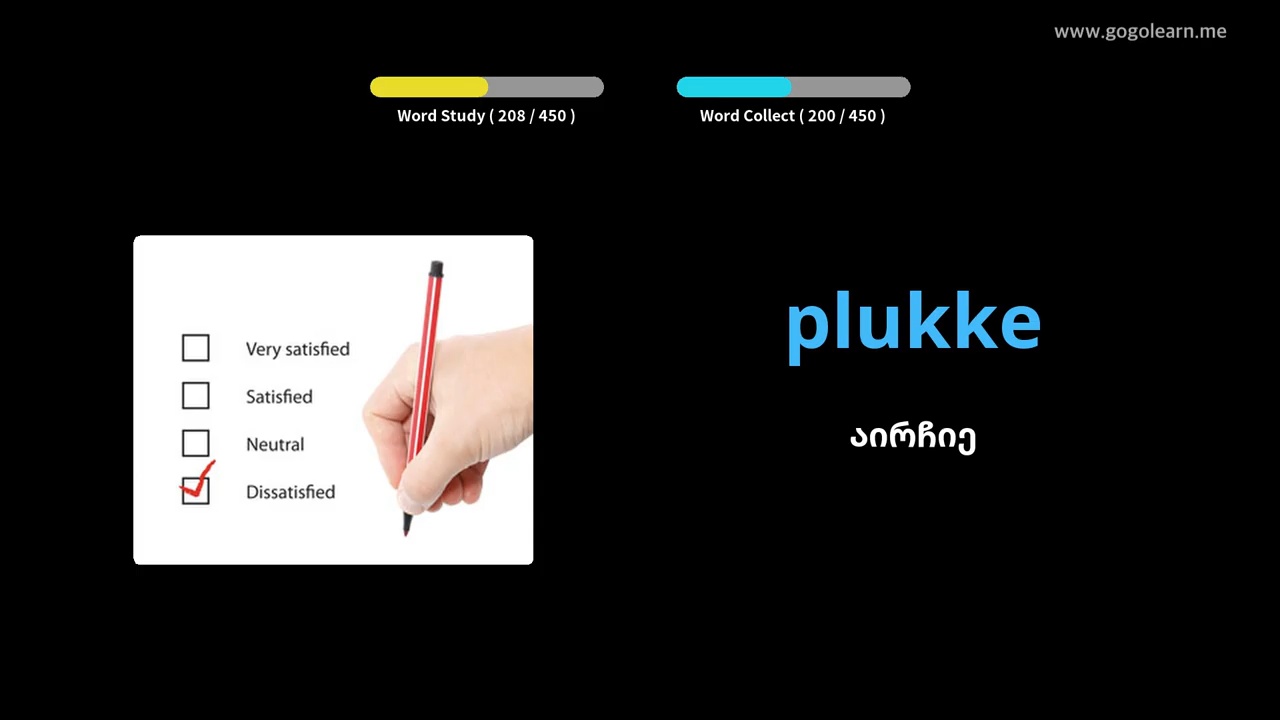 www.gogolearn.me
Word Study ( 208 / 450 )
Word Collect ( 200 / 450 )
Very satisfied
Satisfied
Neutral
Dissatisfied
plukke
აირჩიე